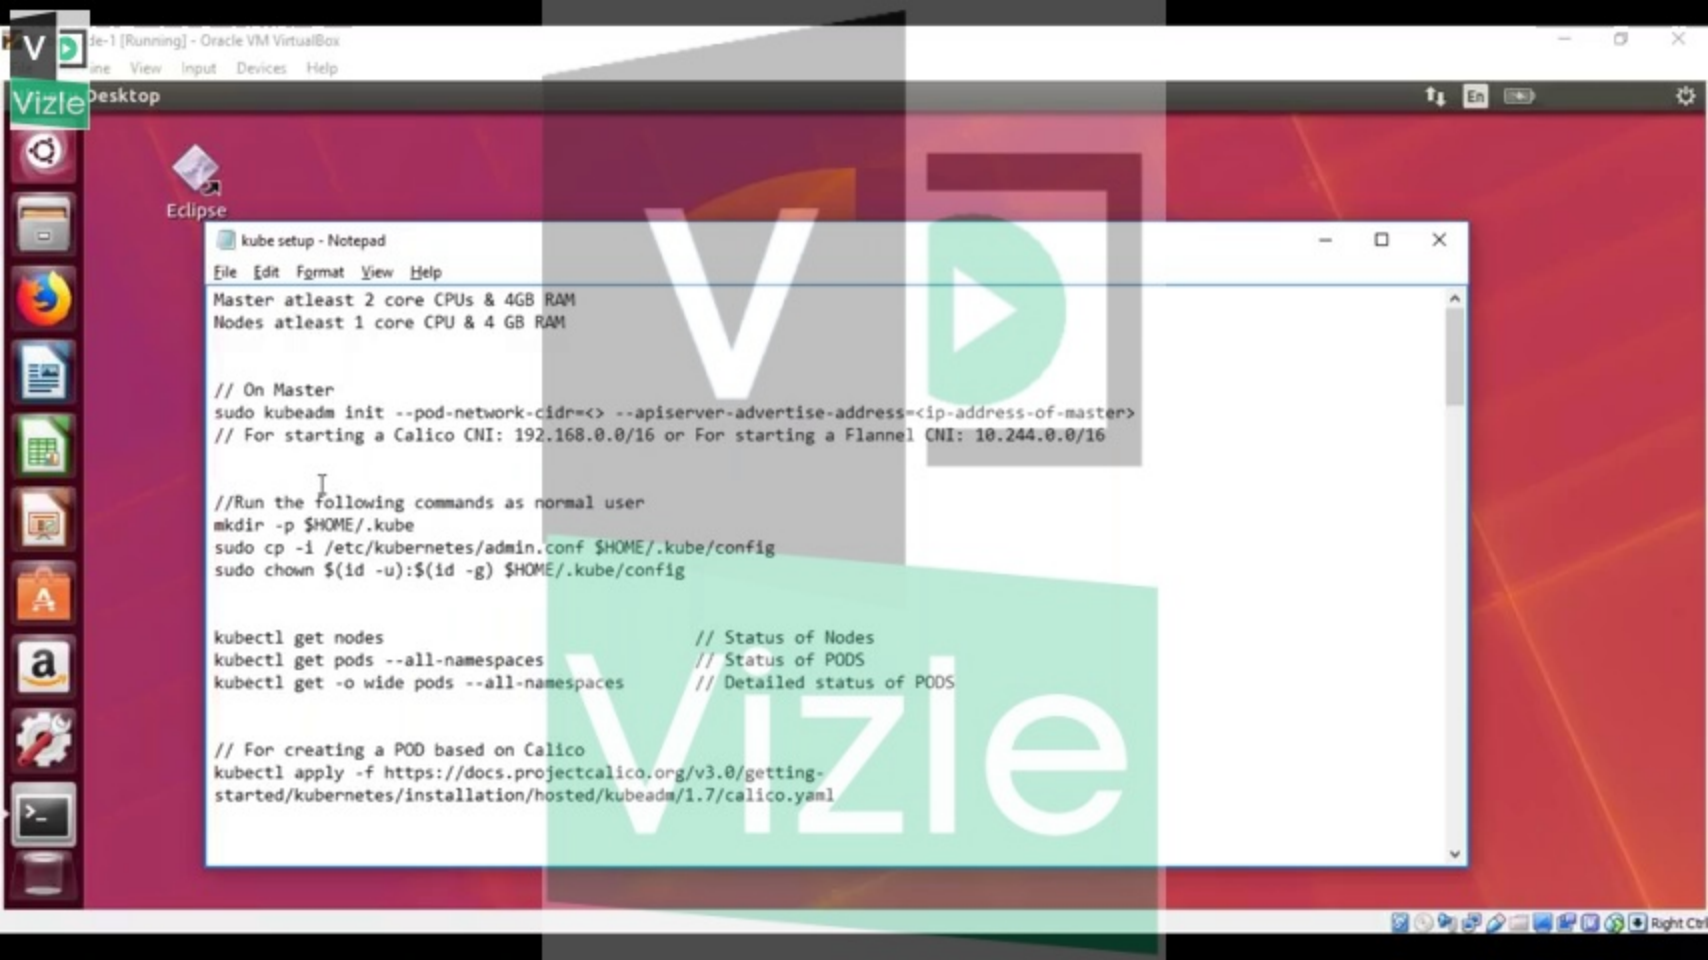 de-1 [Running] - Oracle VM VirtualBox
ine View Input Devices Help
V
Vizle
Desktop
En
Eclipse
kube setup - Notepad
File Edit Format View Help
Master atleast 2 core CPUs & 4GB RAM
Nodes atleast 1 core CPU & 4 GB RAM
// On Master
sudo kubeadm init --pod-network-cidr=<> --apiserver-advertise-address=<ip-address-of-master>
// For starting a Calico CNI: 192.168.0.0/16 or For starting a Flannel CNI: 10.244.0.0/16
//Run the following commands as normal user
mkdir -p $HOME/.kube
sudo cp -i /etc/kubernetes/admin.conf $HOME/.kube/config
sudo chown $(id -u):$(id -g) $HOME/.kube/config
kubectl get nodes // Status of Nodes
kubectl get pods --all-namespaces // Status of PODS
kubectl get -o wide pods --all-namespaces // Detailed status of PODS
// For creating a POD based on Calico
kubectl apply -f https://docs.projectcalico.org/v3.0/getting-
started/kubernetes/installation/hosted/kubeadm/1.7/calico.yaml
V
Vizle
Right Ctrl